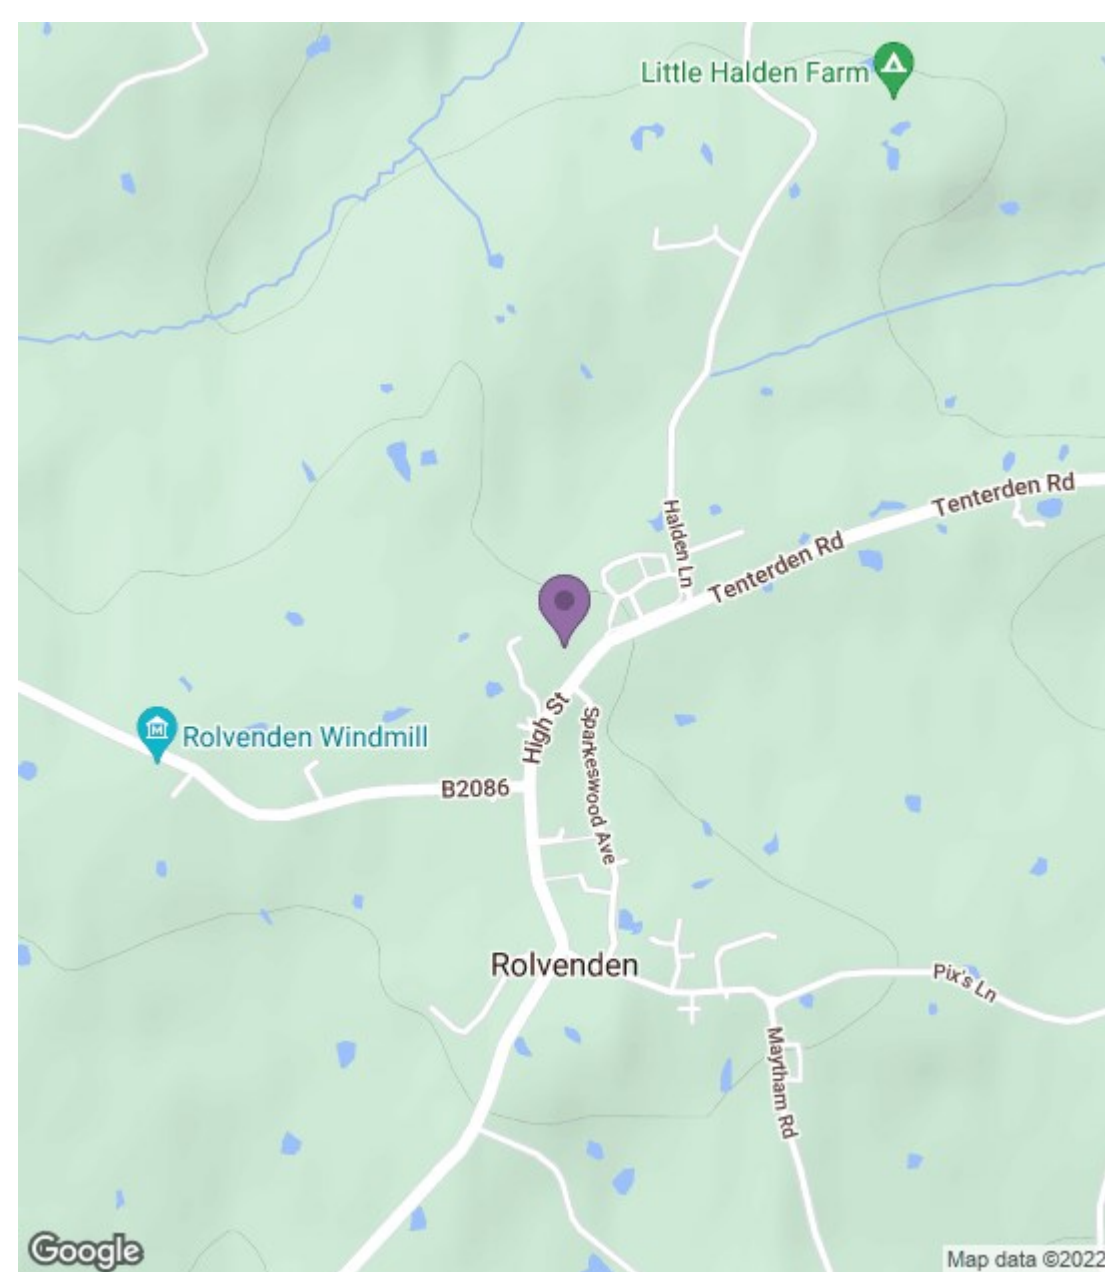 Little Halden Farm
Tenterden Rd
Halden Ln
Tenterden Rd
High St
Sparkeswood Ave
Rolvenden Windmill
B2086
Rolvenden
Pix's Ln
Maytham Rd
Google
Map data ©2022